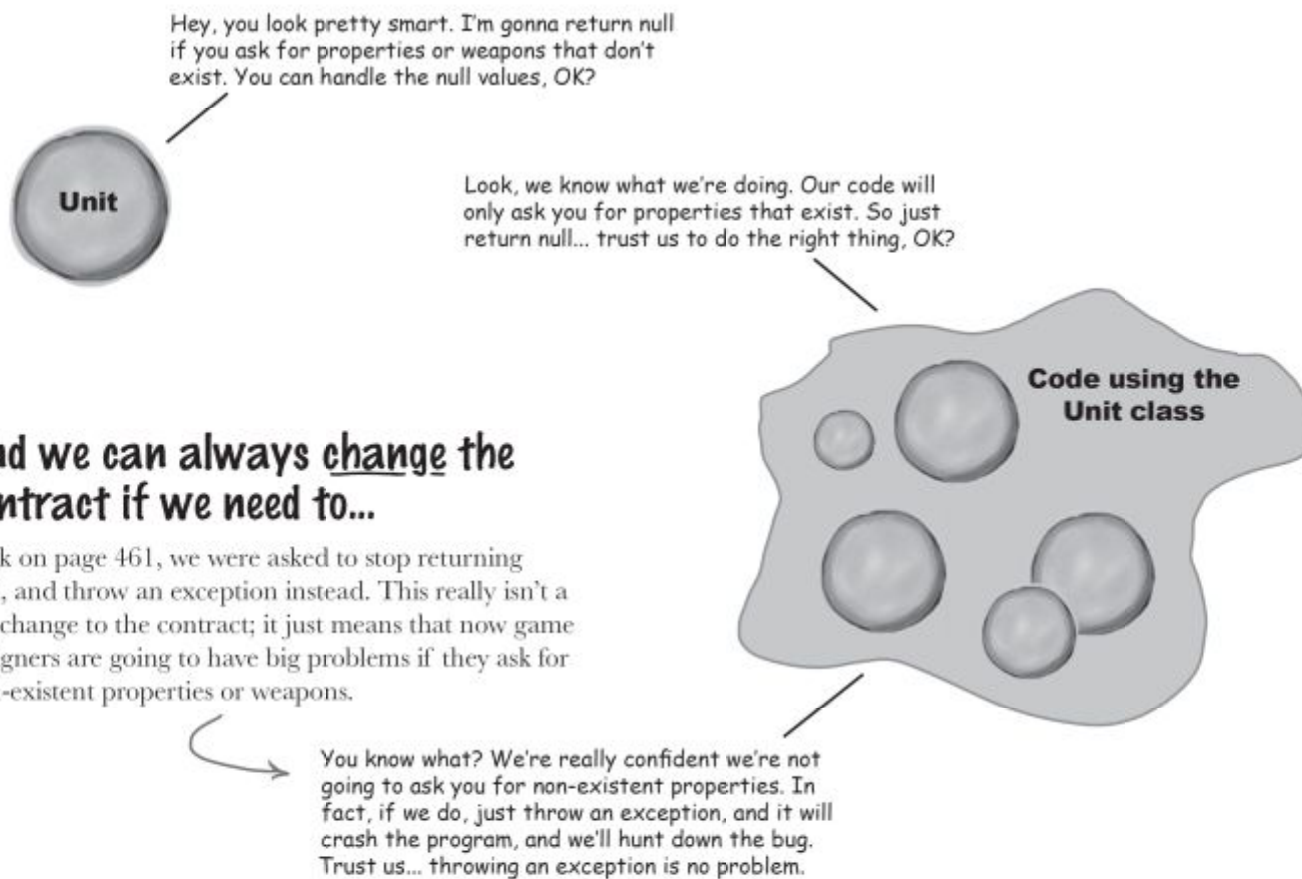 Hey, you look pretty smart. I'm gonna return null
if you ask for properties or weapons that don't
exist. You can handle the null values, OK?
Unit
Look, we know what we're doing. Our code will
only ask you for properties that exist. So just
return null... trust us to do the right thing, OK?
Code using the
Unit class
nd we can always change the
ntract if we need to...
k on page 461, we were asked to stop returning
, and throw an exception instead. This really isn't a
change to the contract; it just means that now game
igners are going to have big problems if they ask for
-existent properties or weapons.
You know what? We're really confident we're not
going to ask you for non-existent properties. In
fact, if we do, just throw an exception, and it will
crash the program, and we'll hunt down the bug.
Trust us... throwing an exception is no problem.